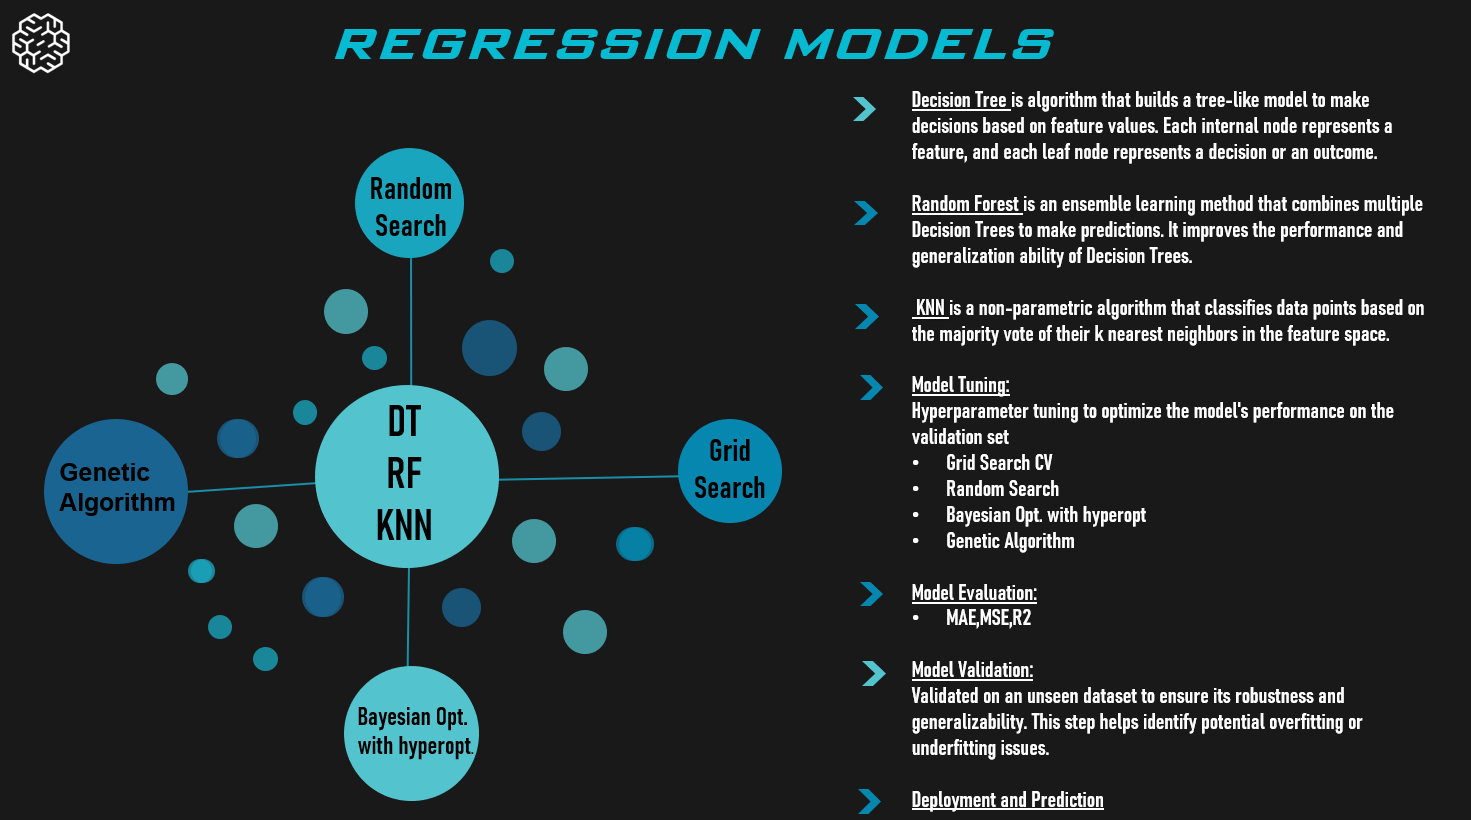 REGRESSION MODELS
Random
Search
Genetic
Algorithm
DT
RF
KNN
Grid
Search
Bayesian Opt.
with hyperopt.
Decision Tree is algorithm that builds a tree-like model to make
decisions based on feature values. Each internal node represents a
feature, and each leaf node represents a decision or an outcome.
Random Forest is an ensemble learning method that combines multiple
Decision Trees to make predictions. It improves the performance and
generalization ability of Decision Trees.
KNN is a non-parametric algorithm that classifies data points based on
the majority vote of their k nearest neighbors in the feature space.
Model Tuning:
Hyperparameter tuning to optimize the model's performance on the
validation set
• Grid Search CV
• Random Search
• Bayesian Opt. with hyperopt
• Genetic Algorithm
Model Evaluation:
• MAE,MSE,R2
Model Validation:
Validated on an unseen dataset to ensure its robustness and
generalizability. This step helps identify potential overfitting or
underfitting issues.
Deployment and Prediction